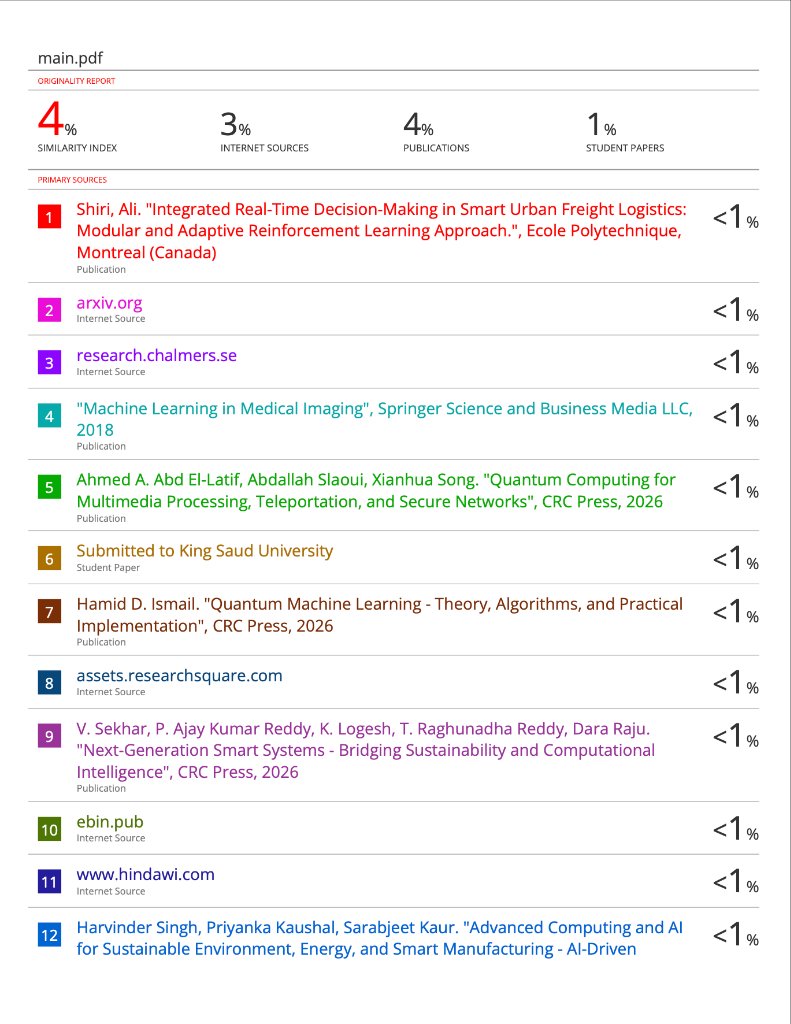 main.pdf
ORIGINALITY REPORT
4%
3%
4%
1%
SIMILARITY INDEX
INTERNET SOURCES
PUBLICATIONS
STUDENT PAPERS
PRIMARY SOURCES
1
Shiri, Ali. "Integrated Real-Time Decision-Making in Smart Urban Freight Logistics:
Modular and Adaptive Reinforcement Learning Approach.", Ecole Polytechnique,
Montreal (Canada)
Publication
<1%
2
arxiv.org
Internet Source
<1%
3
research.chalmers.se
Internet Source
<1%
4
"Machine Learning in Medical Imaging", Springer Science and Business Media LLC,
2018
Publication
<1%
5
Ahmed A. Abd El-Latif, Abdallah Slaoui, Xianhua Song. "Quantum Computing for
Multimedia Processing, Teleportation, and Secure Networks", CRC Press, 2026
Publication
<1%
6
Submitted to King Saud University
Student Paper
<1%
7
Hamid D. Ismail. "Quantum Machine Learning - Theory, Algorithms, and Practical
Implementation", CRC Press, 2026
Publication
<1%
8
assets.researchsquare.com
Internet Source
<1%
9
V. Sekhar, P. Ajay Kumar Reddy, K. Logesh, T. Raghunadha Reddy, Dara Raju.
"Next-Generation Smart Systems - Bridging Sustainability and Computational
Intelligence", CRC Press, 2026
Publication
<1%
10
ebin.pub
Internet Source
<1%
11
www.hindawi.com
Internet Source
<1%
12
Harvinder Singh, Priyanka Kaushal, Sarabjeet Kaur. "Advanced Computing and AI
for Sustainable Environment, Energy, and Smart Manufacturing - AI-Driven
<1%